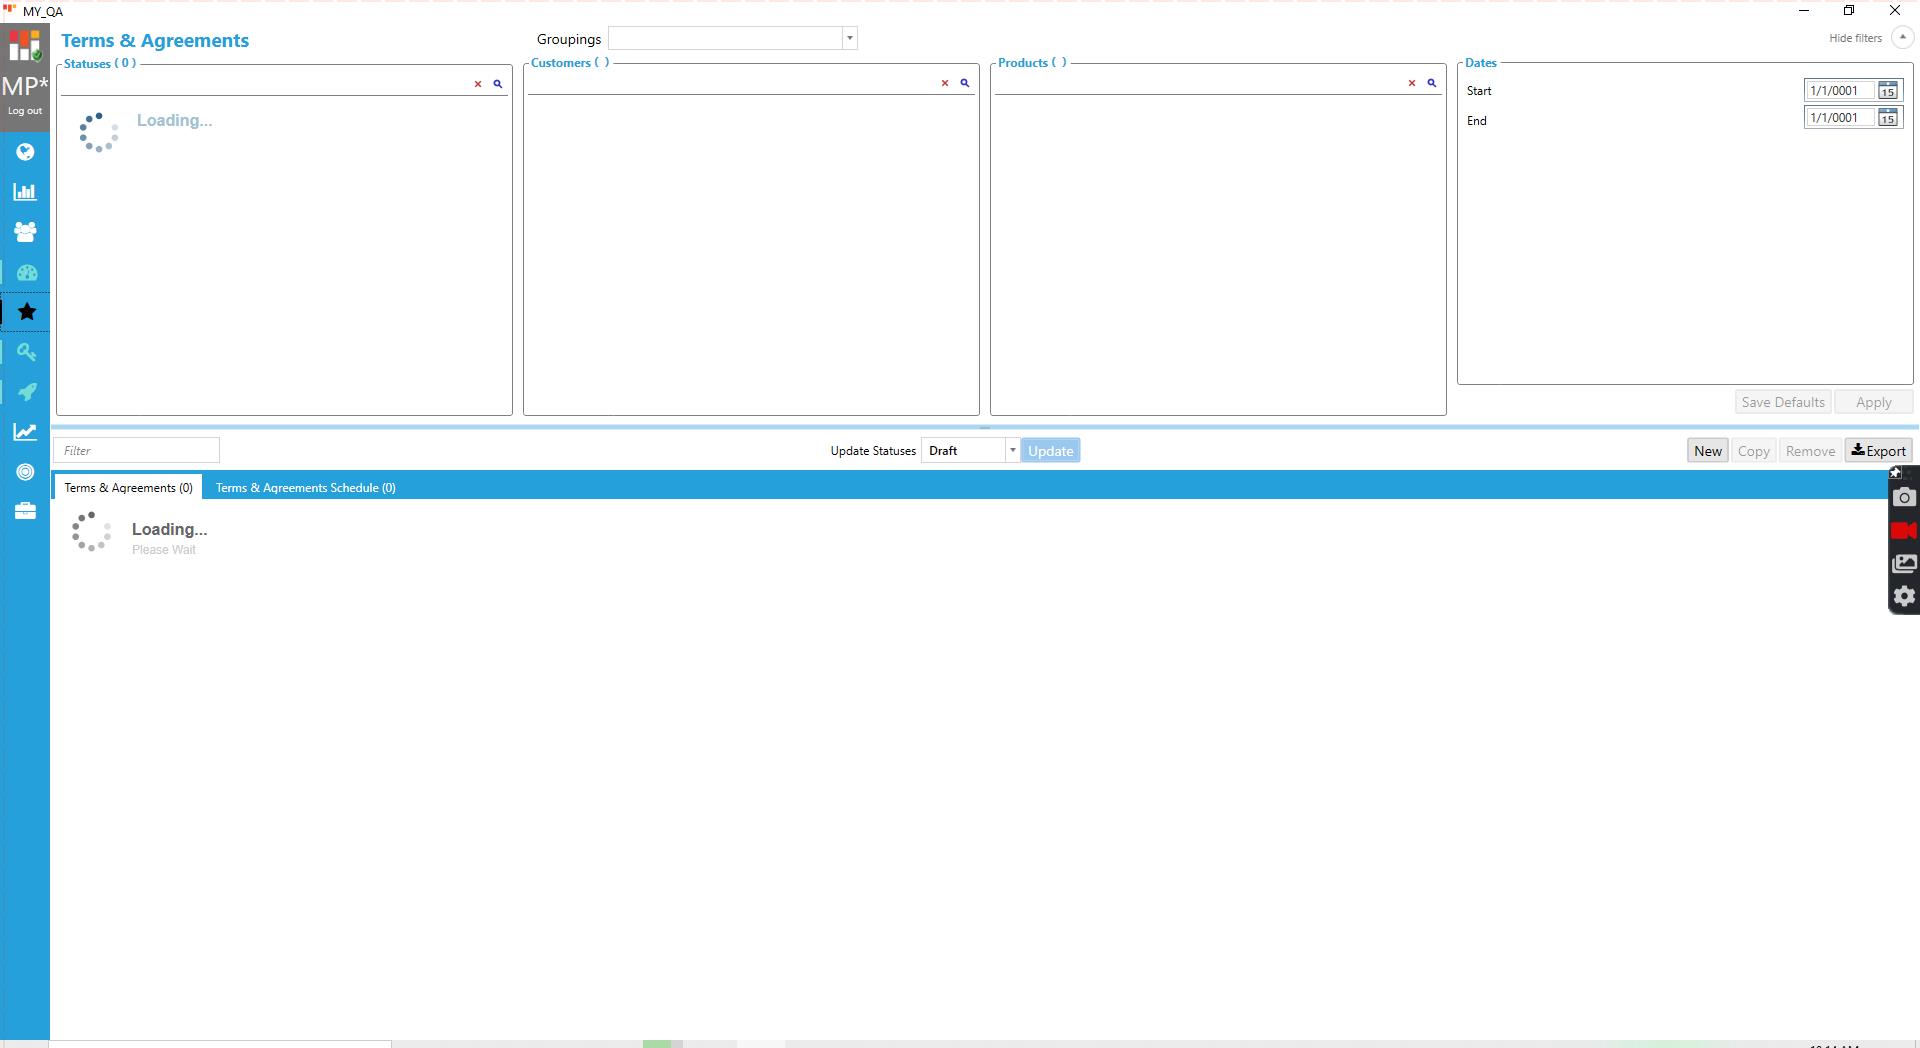 MY_QA
Terms & Agreements
Groupings
Hide filters
MP*
Log out
Statuses ( 0 )
Customers ( )
Products ( )
Dates
Start
1/1/0001
15
End
1/1/0001
15
Loading...
Save Defaults
Apply
Filter
Update Statuses
Draft
Update
New
Copy
Remove
Export
Terms & Agreements (0)
Terms & Agreements Schedule (0)
Loading...
Please Wait